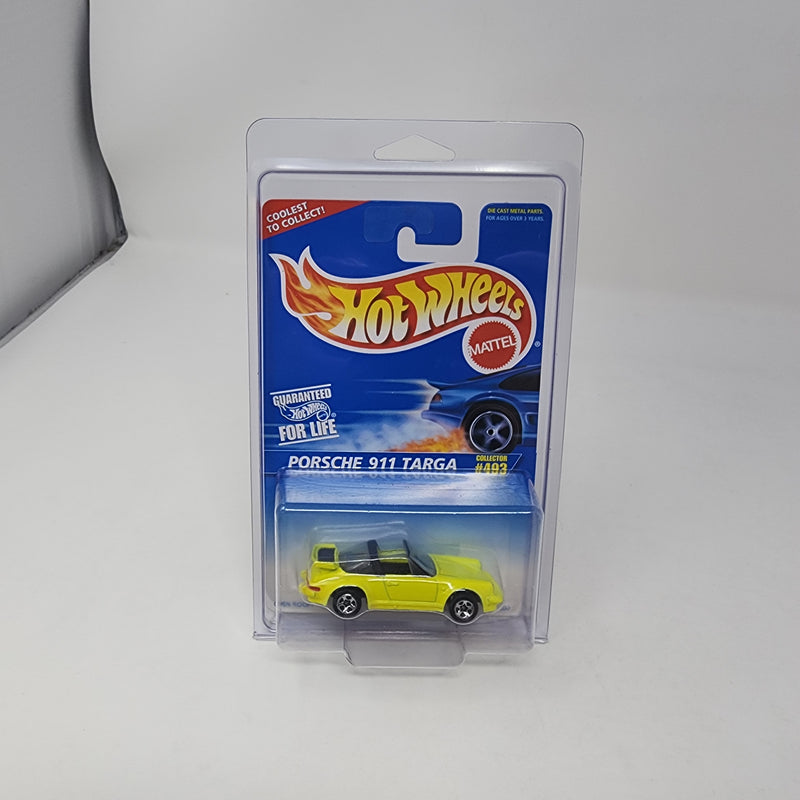 COOLEST
TO COLLECT!
DIE CAST METAL PARTS.
FOR AGES OVER 3 YEARS.
HOT WHEELS
MATTEL
®
GUARANTEED
Hot Wheels ®
FOR LIFE
PORSCHE 911 TARGA
COLLECTOR
#493